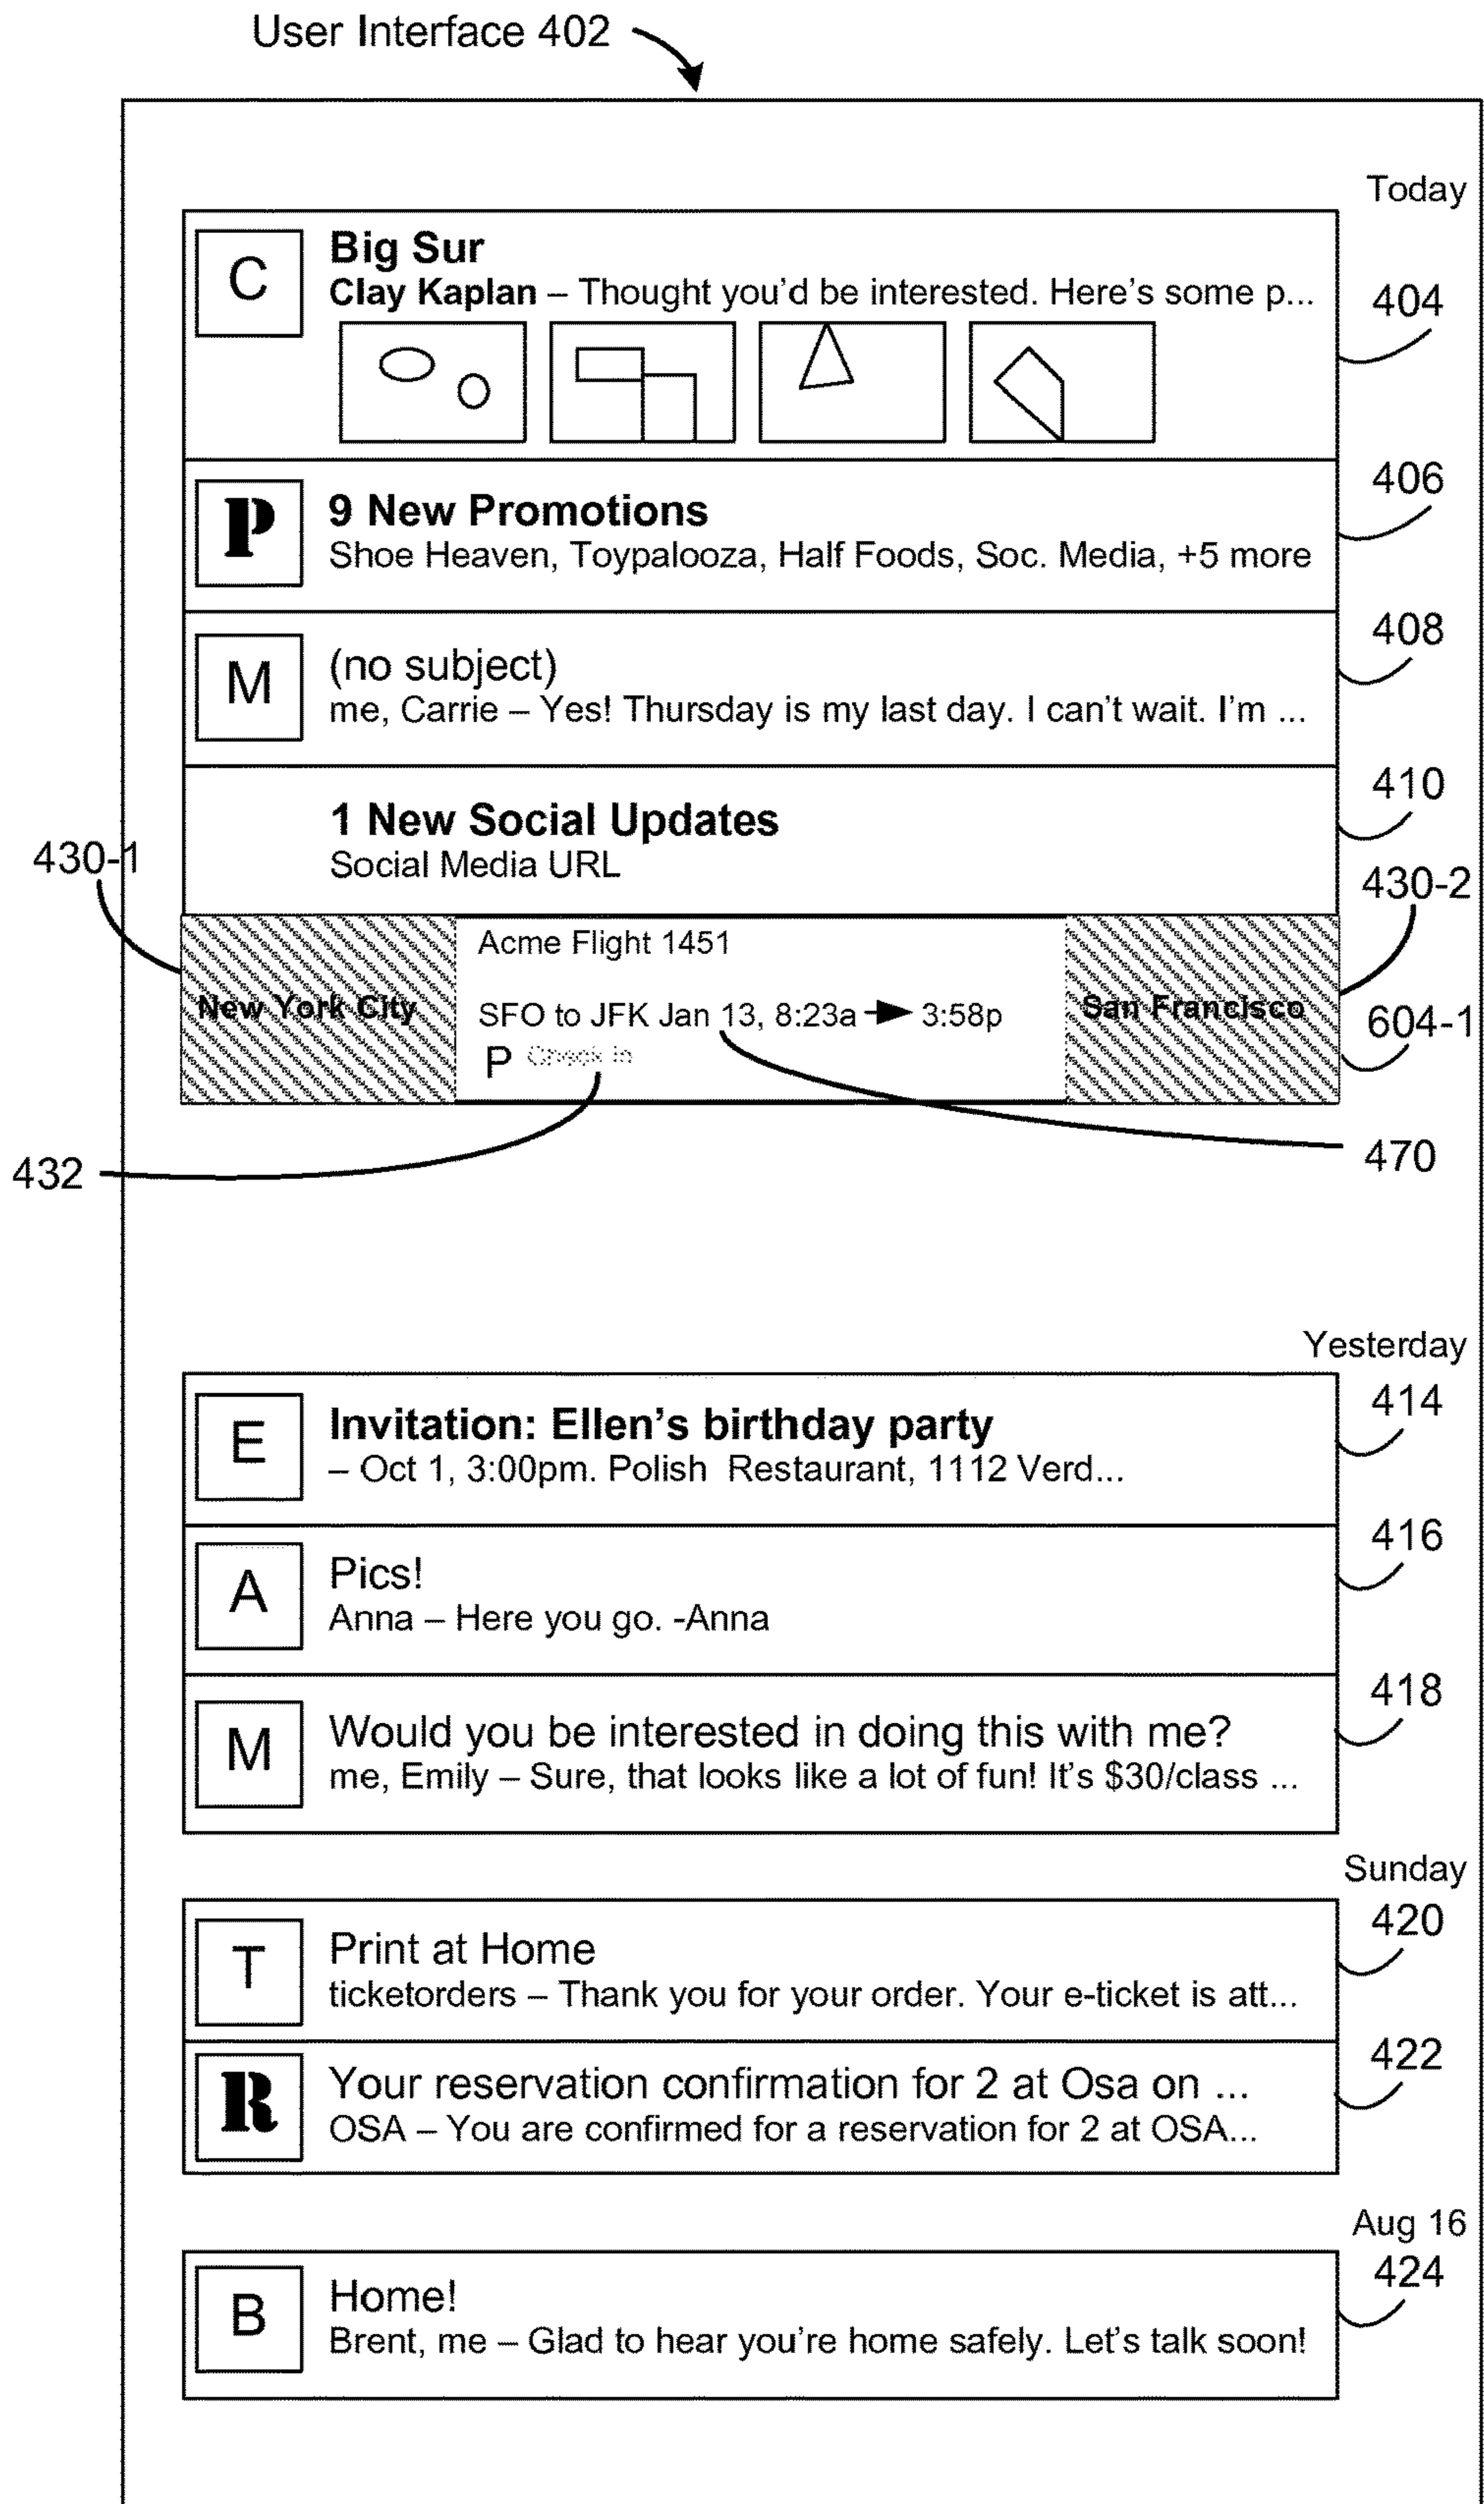 User Interface 402
Today
C
Big Sur
Clay Kaplan – Thought you'd be interested. Here's some p...
404
P
9 New Promotions
Shoe Heaven, Toypalooza, Half Foods, Soc. Media, +5 more
406
M
(no subject)
me, Carrie – Yes! Thursday is my last day. I can't wait. I'm ...
408
1 New Social Updates
Social Media URL
410
430-1
430-2
New York City
Acme Flight 1451
SFO to JFK Jan 13, 8:23a 3:58p
P Check in
San Francisco
604-1
432
470
Yesterday
E
Invitation: Ellen's birthday party
– Oct 1, 3:00pm. Polish Restaurant, 1112 Verd...
414
A
Pics!
Anna – Here you go. -Anna
416
M
Would you be interested in doing this with me?
me, Emily – Sure, that looks like a lot of fun! It's $30/class ...
418
Sunday
T
Print at Home
ticketorders – Thank you for your order. Your e-ticket is att...
420
R
Your reservation confirmation for 2 at Osa on ...
OSA – You are confirmed for a reservation for 2 at OSA...
422
Aug 16
B
Home!
Brent, me – Glad to hear you're home safely. Let's talk soon!
424